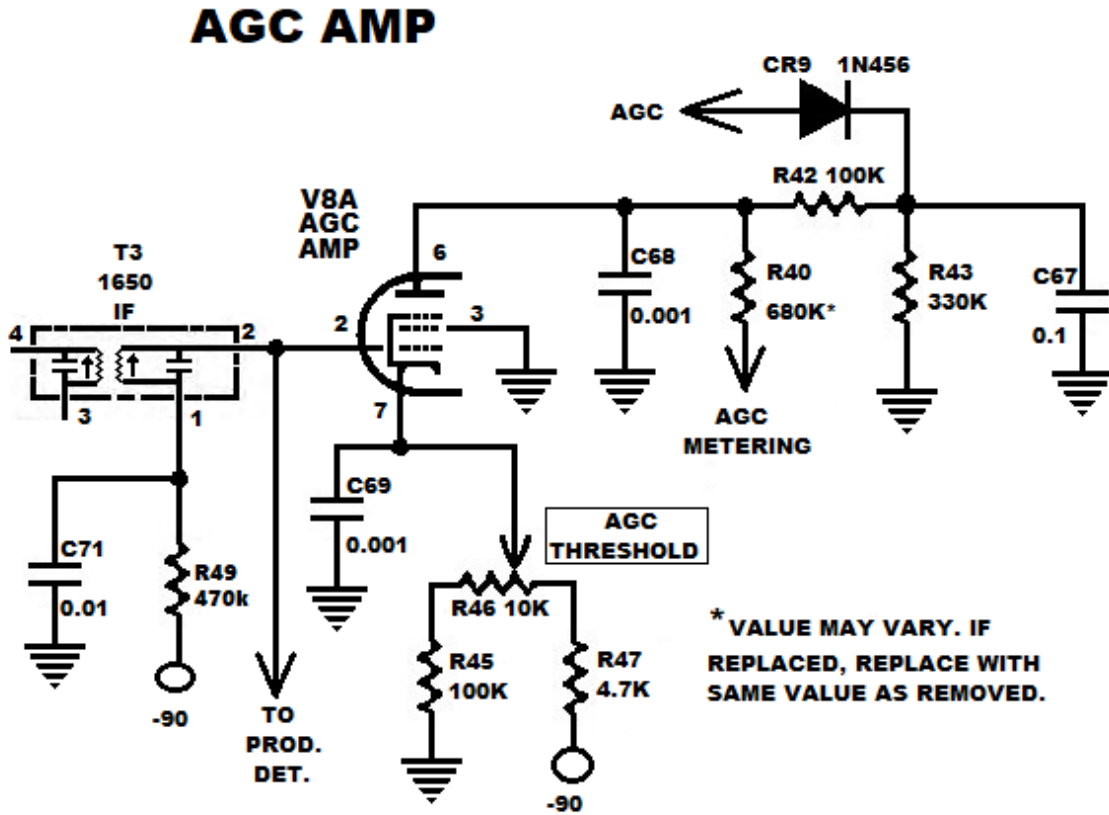 AGC AMP
CR9 1N456
AGC
R42 100K
V8A
AGC
AMP
6
T3
1650
IF
4
2
2
3
3
1
C68
0.001
R40
680K*
R43
330K
C67
0.1
AGC
METERING
7
C69
0.001
AGC
THRESHOLD
C71
0.01
R49
470k
R46 10K
R45
100K
R47
4.7K
-90
TO
PROD.
DET.
-90
* VALUE MAY VARY. IF
REPLACED, REPLACE WITH
SAME VALUE AS REMOVED.